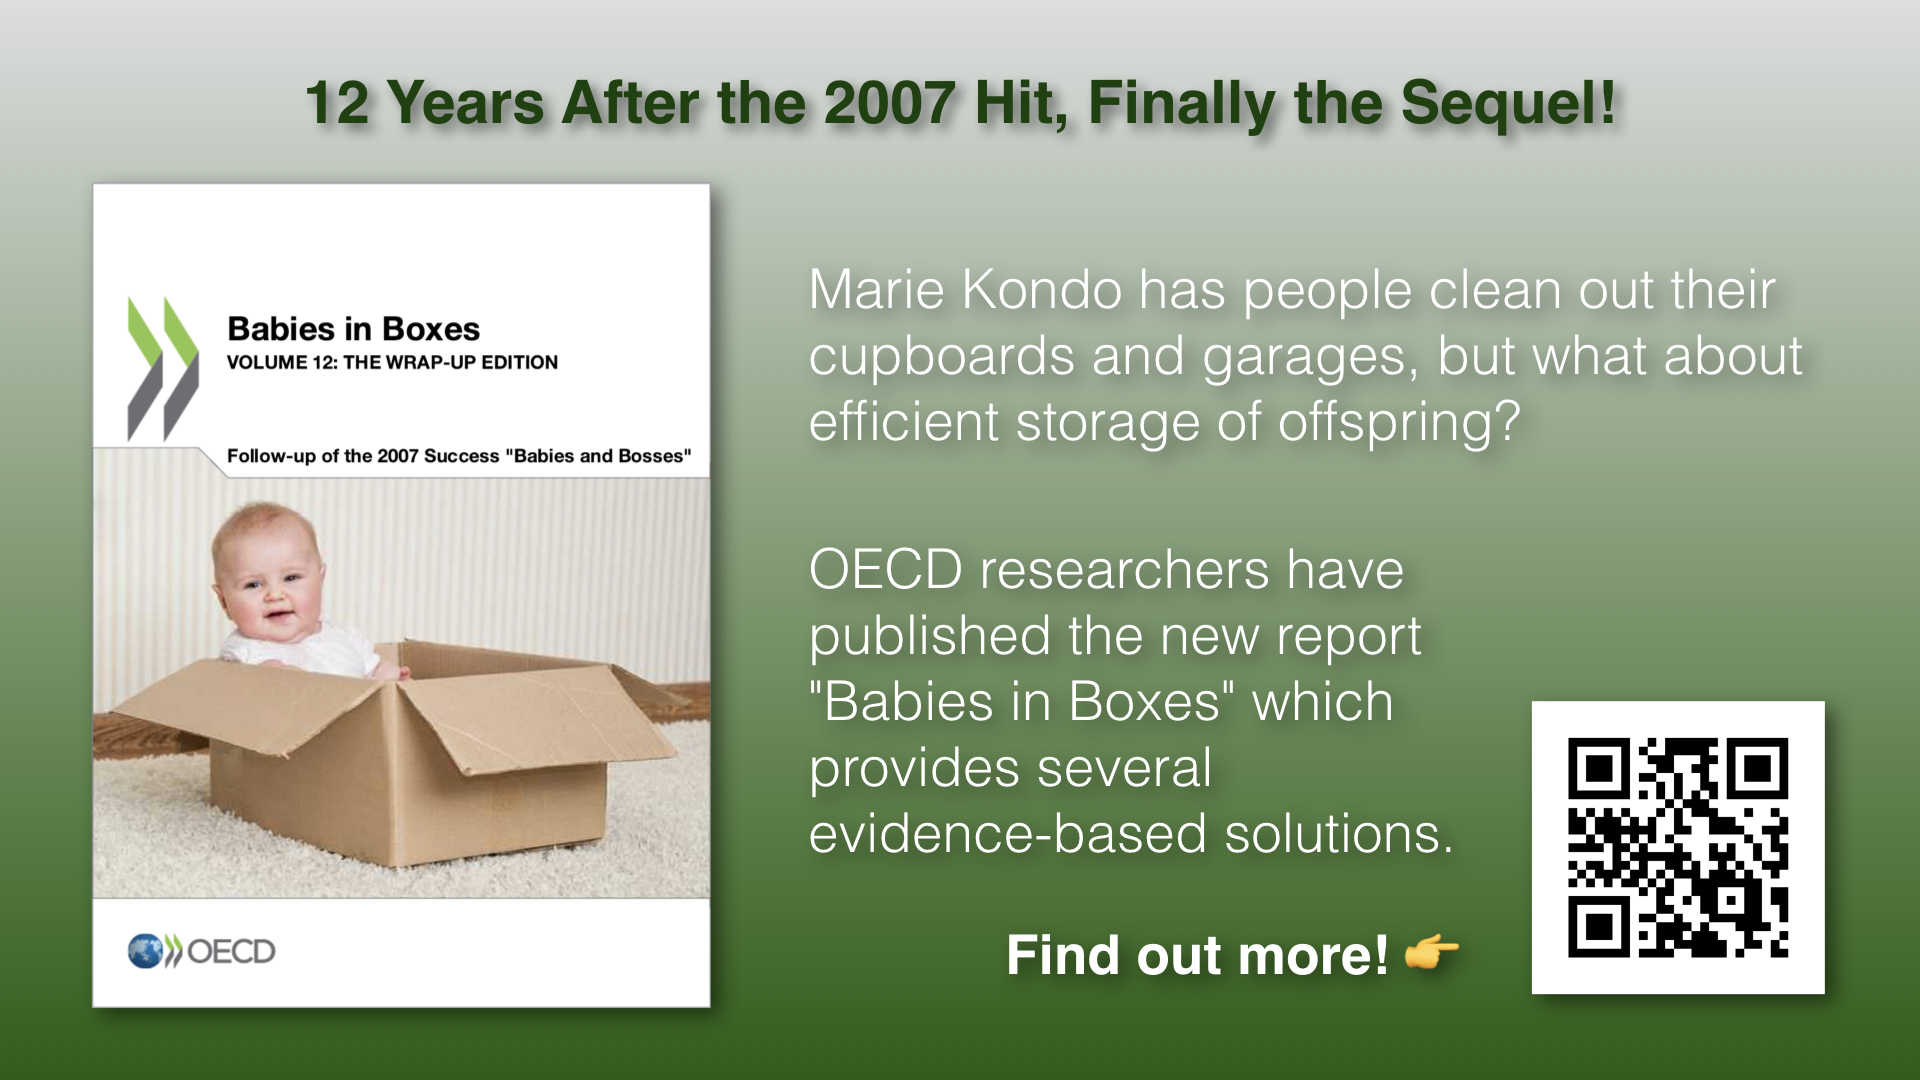 12 Years After the 2007 Hit, Finally the Sequel!
Babies in Boxes
VOLUME 12: THE WRAP-UP EDITION
Follow-up of the 2007 Success "Babies and Bosses"
OECD
Marie Kondo has people clean out their
cupboards and garages, but what about
efficient storage of offspring?
OECD researchers have
published the new report
"Babies in Boxes" which
provides several
evidence-based solutions.
Find out more! 👉